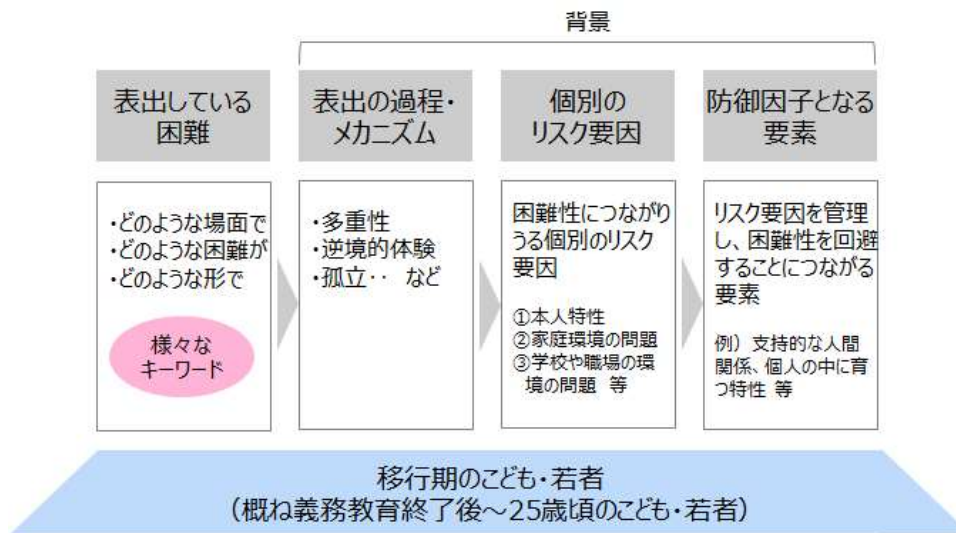 背景
表出している
困難
表出の過程・
メカニズム
個別の
リスク要因
防御因子となる
要素
・どのような場面で
・どのような困難が
・どのような形で
様々な
キーワード
・多重性
・逆境的体験
・孤立‥ など
困難性につながり
うる個別のリスク
要因
①本人特性
②家庭環境の問題
③学校や職場の環
境の問題 等
リスク要因を管理
し、困難性を回避
することにつながる
要素
例）支持的な人間
関係、個人の中に育
つ特性 等
移行期のこども・若者
（概ね義務教育終了後～25歳頃のこども・若者）